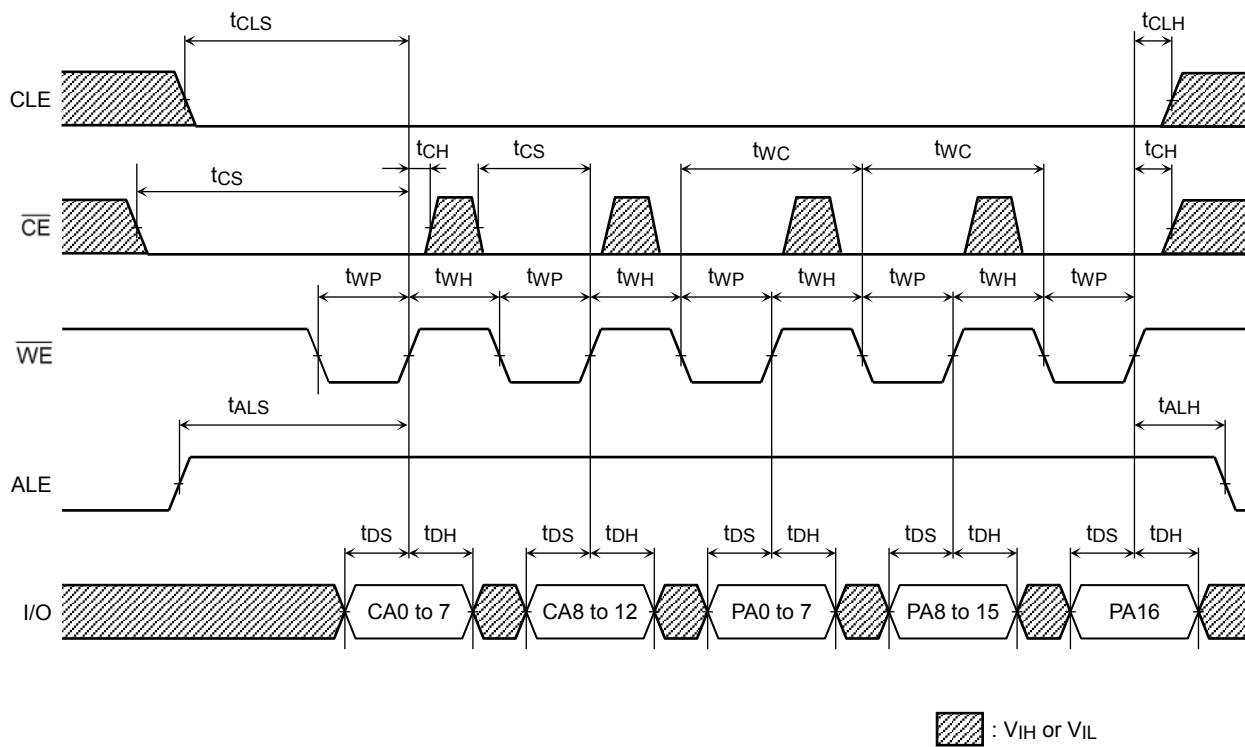 tCLS tCLH
CLE
tCH tCS tWC tWC tCH
tCS
CE
tWP tWH tWP tWH tWP tWH tWP tWH tWP
WE
tALS tALH
ALE
tDS tDH tDS tDH tDS tDH tDS tDH tDS tDH
I/O CA0 to 7 CA8 to 12 PA0 to 7 PA8 to 15 PA16
: VIH or VIL